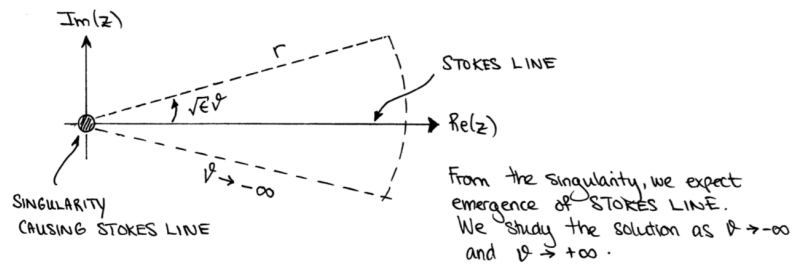 Im(z)
r
STOKES LINE
√ϵϑ
Re(z)
ϑ → -∞
SINGULARITY
CAUSING STOKES LINE
From the singularity, we expect
emergence of STOKES LINE.
We study the solution as ϑ → -∞
and ϑ → +∞.